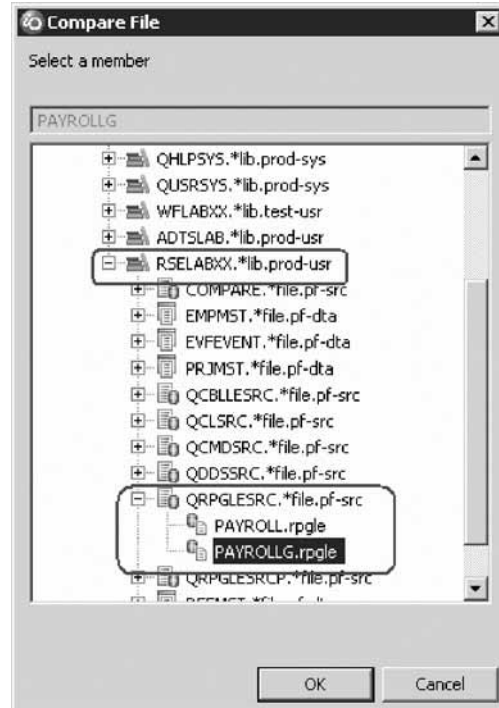 Compare File
Select a member
PAYROLLG
QHLPSYS.*lib.prod-sys
QUSRSYS.*lib.prod-sys
WFLABXX.*lib.test-usr
ADTSLAB.*lib.prod-usr
RSELABXX.*lib.prod-usr
COMPARE.*file.pf-src
EMPMST.*file.pf-dta
EVFEVENT.*file.pf-dta
PRJMST.*file.pf-dta
QCBLLESRC.*file.pf-src
QCLSRC.*file.pf-src
QCMDSRC.*file.pf-src
QDDSSRC.*file.pf-src
QRPGLESRC.*file.pf-src
PAYROLL.rpgle
PAYROLLG.rpgle
QRPGLESRCP.*file.pf-src
OK Cancel